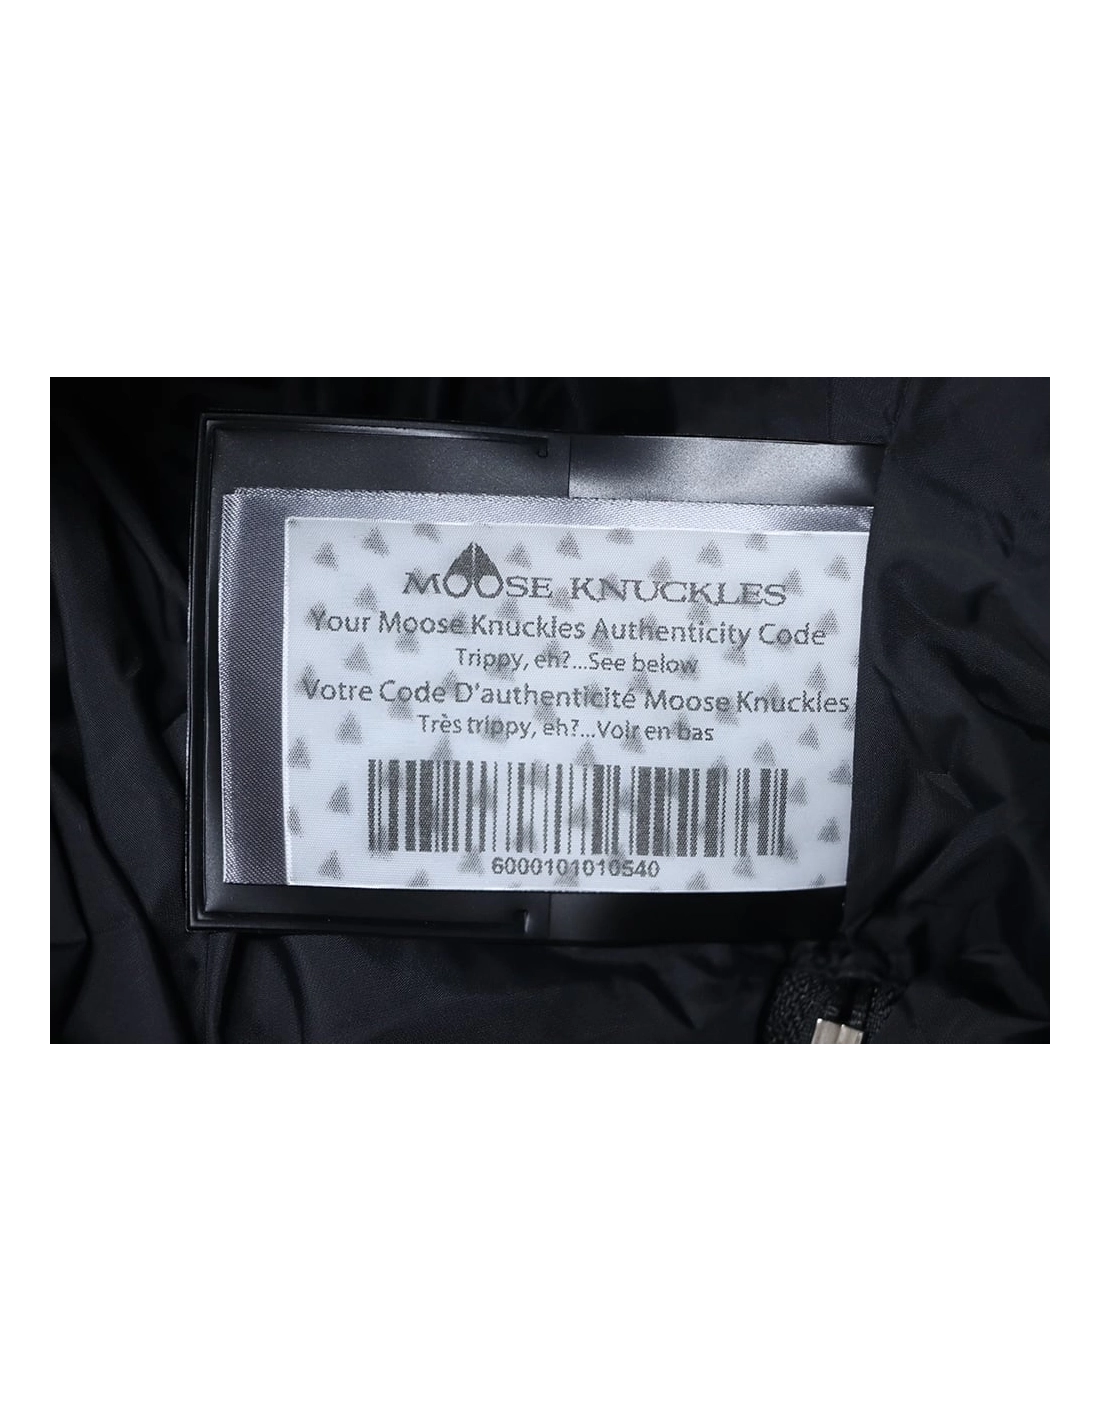 MOOSE KNUCKLES
Your Moose Knuckles Authenticity Code
Trippy, eh?...See below
Votre Code D'authenticité Moose Knuckles
Très trippy, eh?...Voir en bas
6000101010540